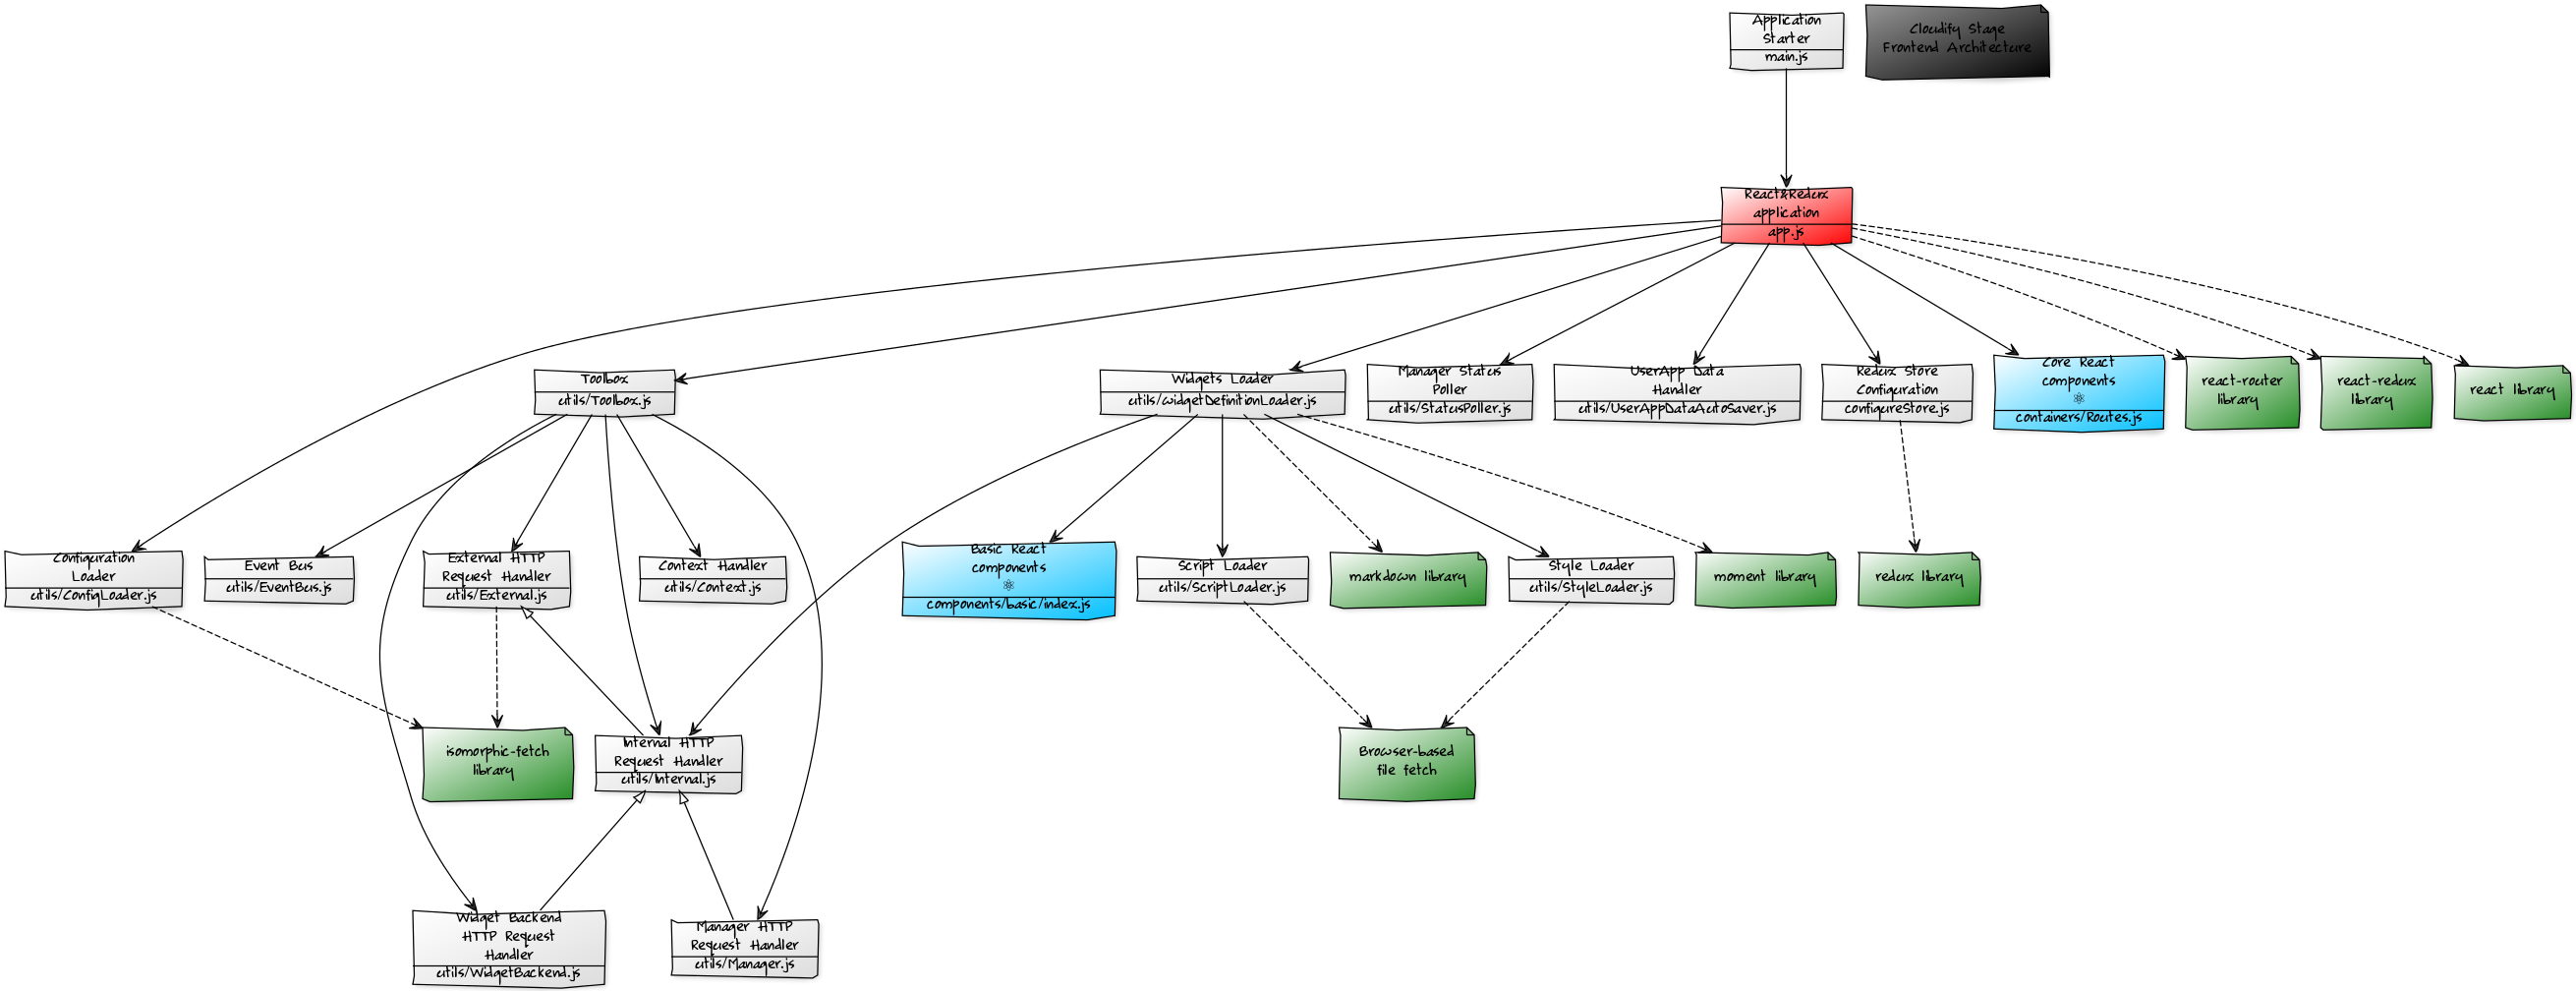 Application
Starter
main.js
Cloudify Stage
Frontend Architecture
React&Redux
application
app.js
Toolbox
utils/Toolbox.js
Widgets Loader
utils/widgetDefinitionLoader.js
Manager Status
Poller
utils/StatusPoller.js
UserApp Data
Handler
utils/UserAppDataAutoSaver.js
Redux Store
Configuration
configureStore.js
Core React
components
⚛
containers/Routes.js
react-router
library
react-redux
library
react library
Configuration
Loader
utils/ConfigLoader.js
Event Bus
utils/EventBus.js
External HTTP
Request Handler
utils/External.js
Context Handler
utils/Context.js
Basic React
components
⚛
components/basic/index.js
Script Loader
utils/ScriptLoader.js
markdown library
Style Loader
utils/StyleLoader.js
moment library
redux library
isomorphic-fetch
library
Internal HTTP
Request Handler
utils/Internal.js
Browser-based
file fetch
Widget Backend
HTTP Request
Handler
utils/WidgetBackend.js
Manager HTTP
Request Handler
utils/Manager.js